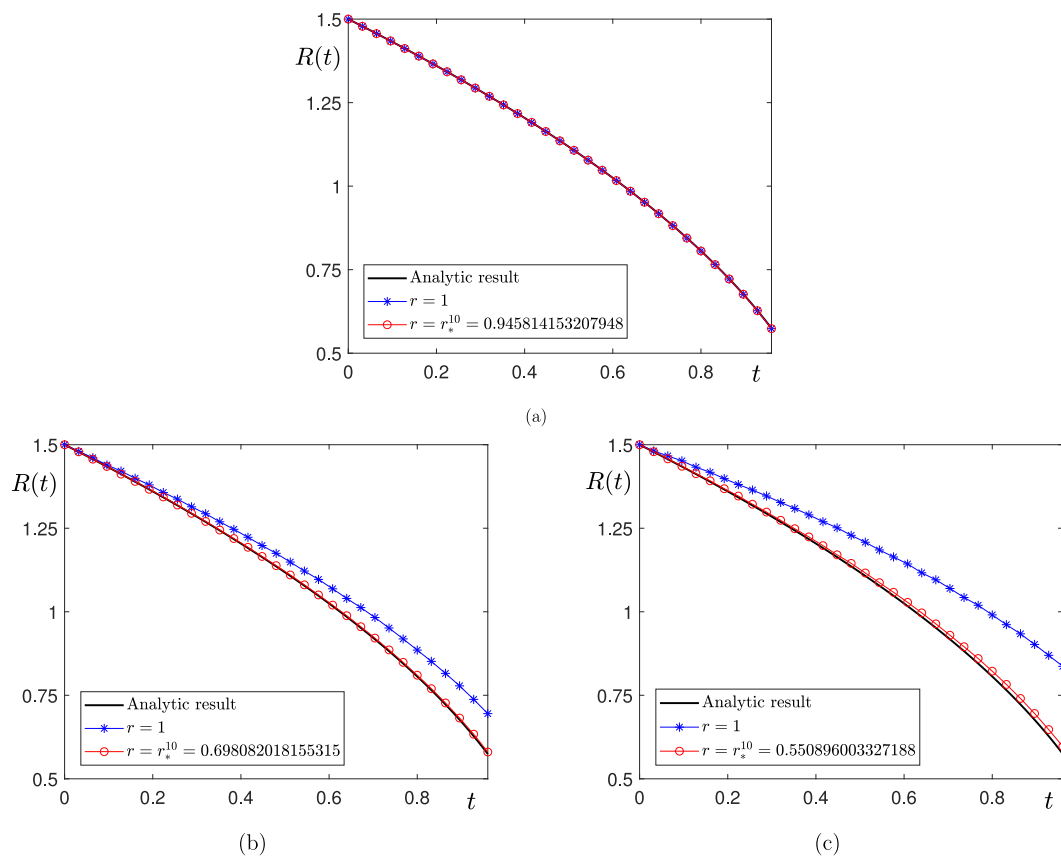 1.5
R(t)
1.25
1
0.75
0.5
Analytic result
r = 1
r = r_*^{10} = 0.945814153207948
0 0.2 0.4 0.6 0.8 t
(a)
1.5
R(t)
1.25
1
0.75
0.5
Analytic result
r = 1
r = r_*^{10} = 0.698082018155315
0 0.2 0.4 0.6 0.8 t
(b)
1.5
R(t)
1.25
1
0.75
0.5
Analytic result
r = 1
r = r_*^{10} = 0.550896003327188
0 0.2 0.4 0.6 0.8 t
(c)